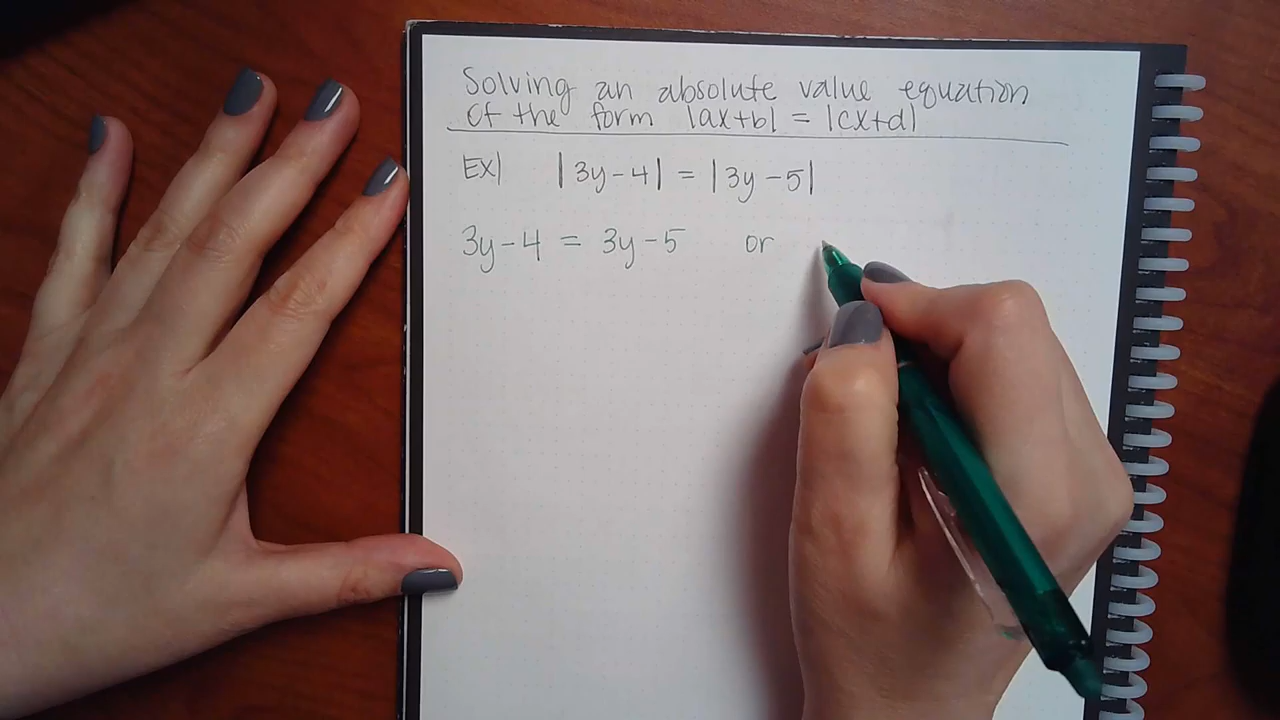 Solving an absolute value equation
of the form |ax+b| = |cx+d|
Ex| |3y-4| = |3y-5|
3y-4 = 3y-5 or